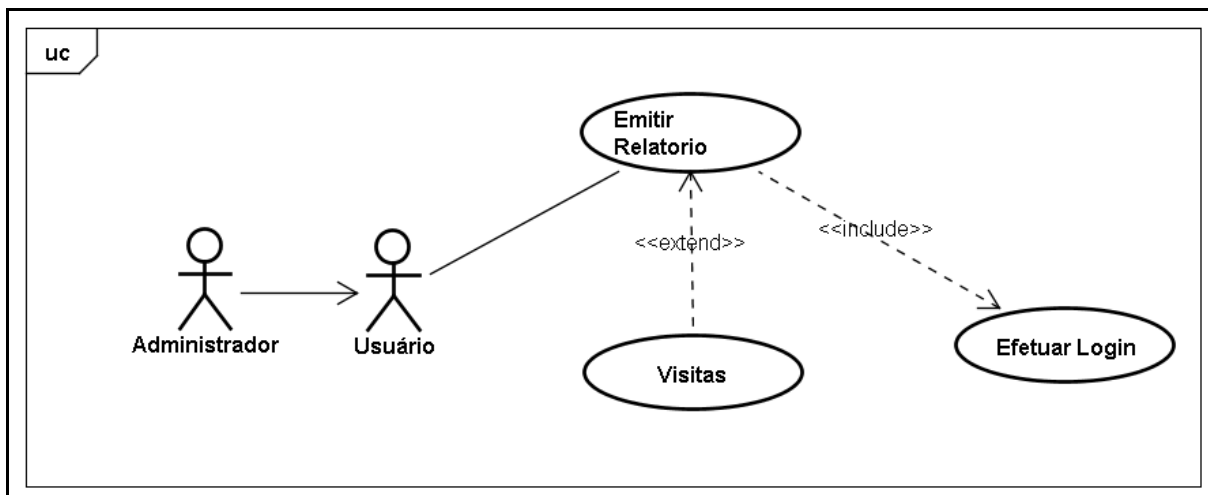 uc
Emitir
Relatorio
<<extend>>
<<include>>
Administrador
Usuário
Visitas
Efetuar Login